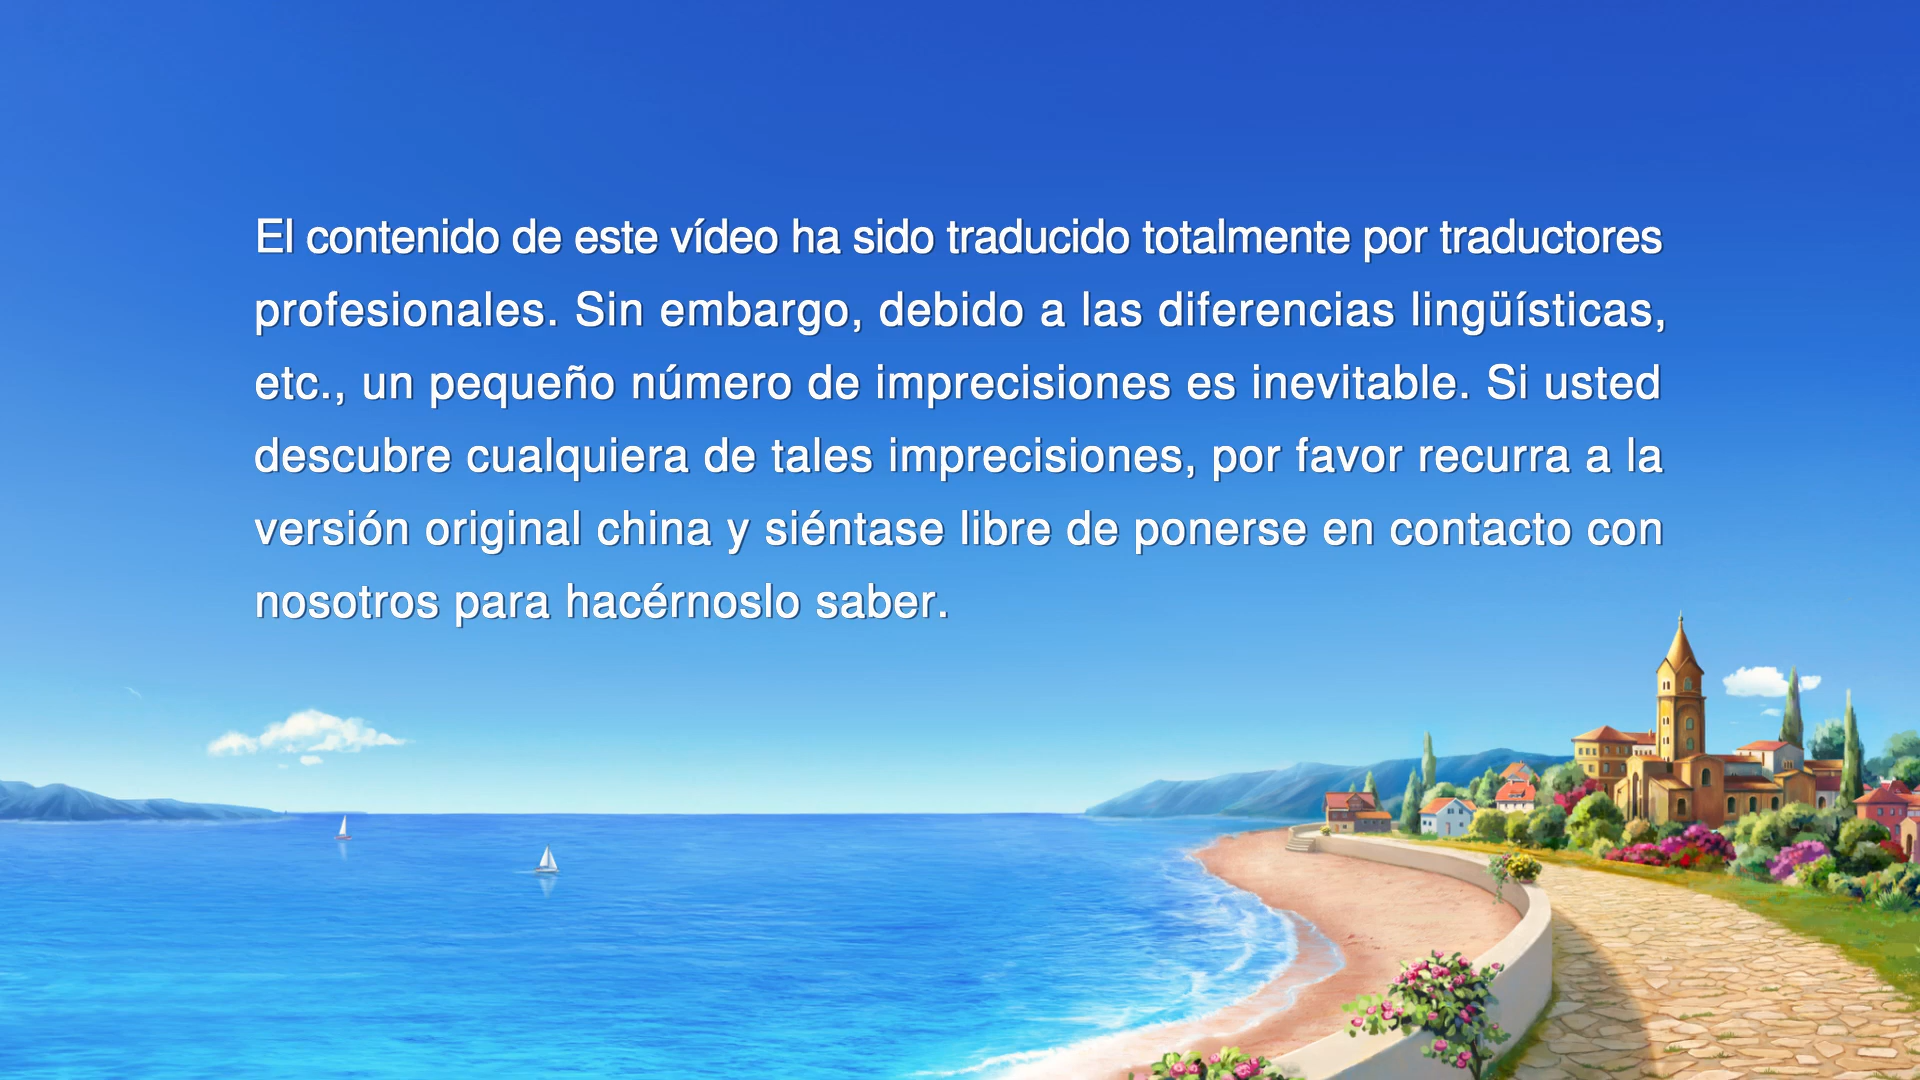 El contenido de este vídeo ha sido traducido totalmente por traductores
profesionales. Sin embargo, debido a las diferencias lingüísticas,
etc., un pequeño número de imprecisiones es inevitable. Si usted
descubre cualquiera de tales imprecisiones, por favor recurra a la
versión original china y siéntase libre de ponerse en contacto con
nosotros para hacérnoslo saber.